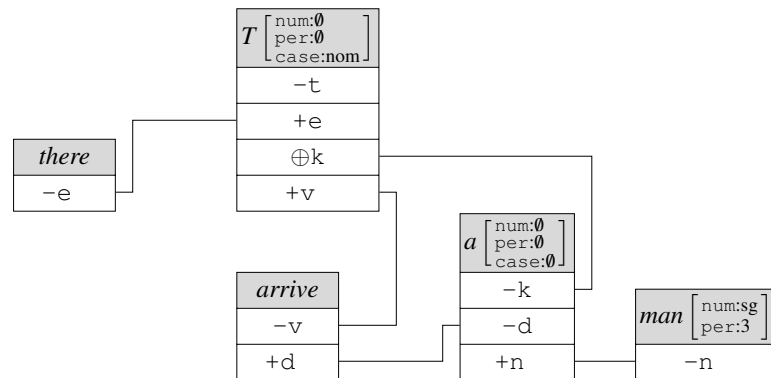 T [num:∅
per:∅
case:nom]
−t
+e
⊕k
+v
there
−e
arrive
−v
+d
a [num:∅
per:∅
case:∅]
−k
−d
+n
man [num:sg
per:3]
−n